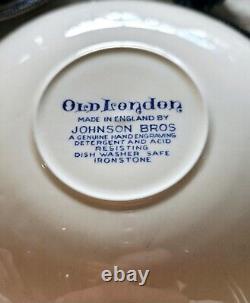 Old London
MADE IN ENGLAND BY
JOHNSON BROS
A GENUINE HAND ENGRAVING
DETERGENT AND ACID
RESISTING
DISH WASHER SAFE
IRONSTONE